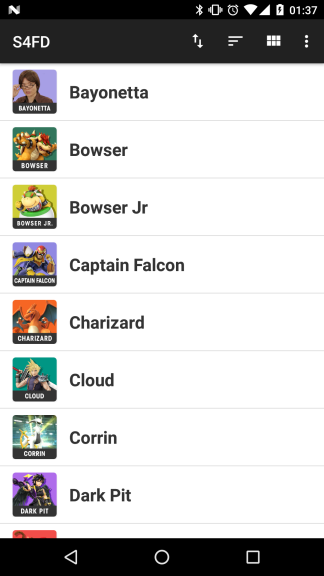 01:37
S4FD
BAYONETTA
Bayonetta
BOWSER
Bowser
BOWSER JR.
Bowser Jr
CAPTAIN FALCON
Captain Falcon
CHARIZARD
Charizard
CLOUD
Cloud
CORRIN
Corrin
DARK PIT
Dark Pit